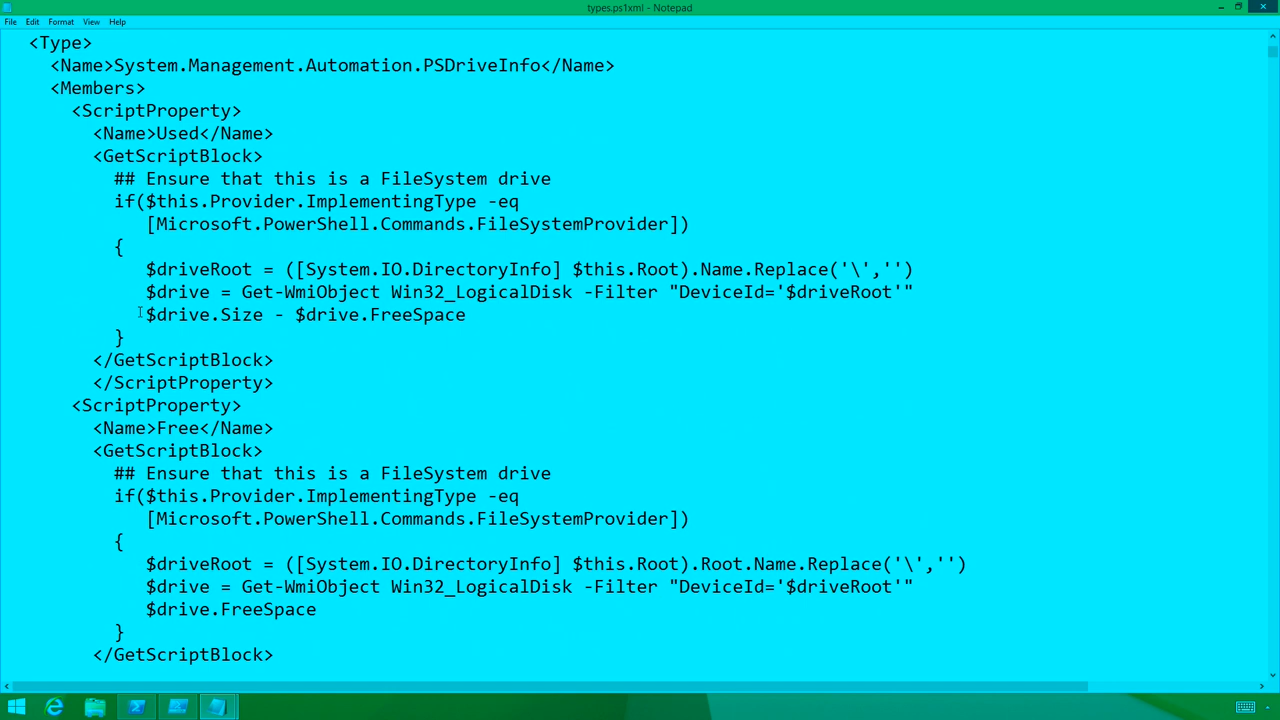 types.ps1xml - Notepad
File Edit Format View Help
<Type>
<Name>System.Management.Automation.PSDriveInfo</Name>
<Members>
<ScriptProperty>
<Name>Used</Name>
<GetScriptBlock>
## Ensure that this is a FileSystem drive
if($this.Provider.ImplementingType -eq
[Microsoft.PowerShell.Commands.FileSystemProvider])
{
$driveRoot = ([System.IO.DirectoryInfo] $this.Root).Name.Replace('\','')
$drive = Get-WmiObject Win32_LogicalDisk -Filter "DeviceId='$driveRoot'"
$drive.Size - $drive.FreeSpace
}
</GetScriptBlock>
</ScriptProperty>
<ScriptProperty>
<Name>Free</Name>
<GetScriptBlock>
## Ensure that this is a FileSystem drive
if($this.Provider.ImplementingType -eq
[Microsoft.PowerShell.Commands.FileSystemProvider])
{
$driveRoot = ([System.IO.DirectoryInfo] $this.Root).Root.Name.Replace('\','')
$drive = Get-WmiObject Win32_LogicalDisk -Filter "DeviceId='$driveRoot'"
$drive.FreeSpace
}
</GetScriptBlock>